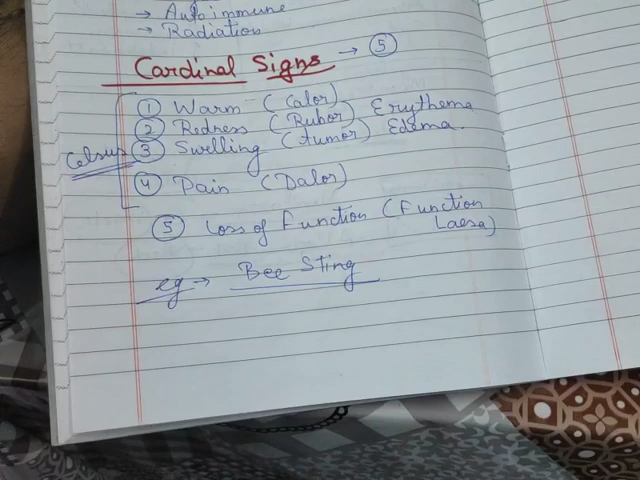 → Autoimmune
→ Radiation
Cardinal Signs → 5
1 Warm - (Calor)
2 Redness (Rubor) Erythema
3 Swelling (tumor) Edema.
Celsus
4 Pain (Dalor)
5 Loss of Function (Function
Laesa)
eg → Bee Sting